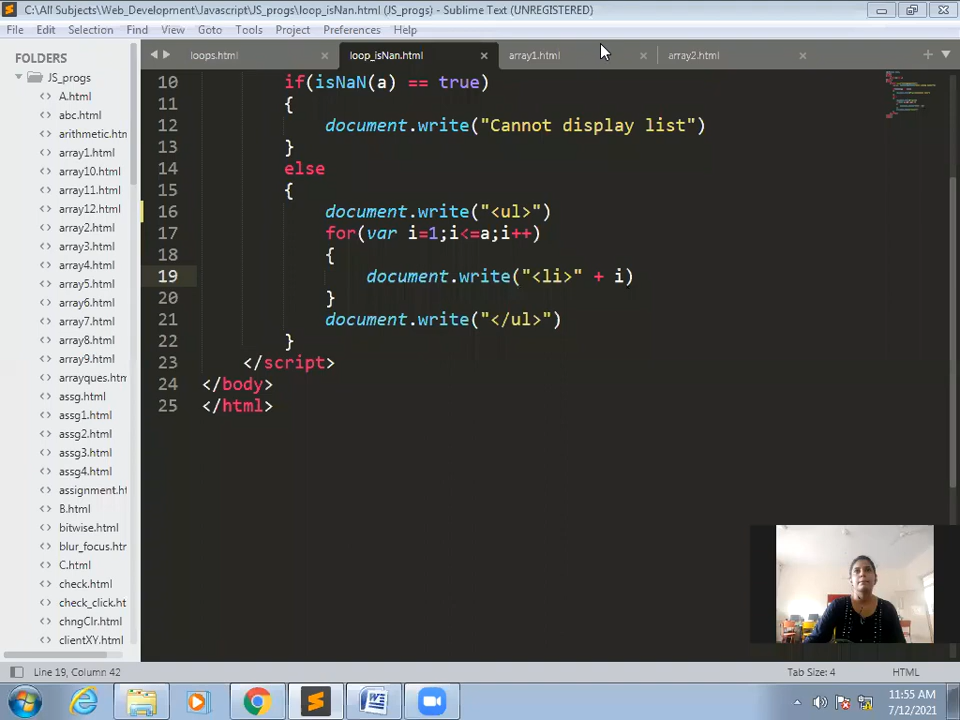 C:\All Subjects\Web_Development\Javascript\JS_progs\loop_isNan.html (JS_progs) - Sublime Text (UNREGISTERED)
File Edit Selection Find View Goto Tools Project Preferences Help
FOLDERS
JS_progs
A.html
abc.html
arithmetic.htn
array1.html
array10.html
array11.html
array12.html
array2.html
array3.html
array4.html
array5.html
array6.html
array7.html
array8.html
array9.html
arrayques.htn
assg.html
assg1.html
assg2.html
assg3.html
assg4.html
assignment.ht
B.html
bitwise.html
blur_focus.htr
C.html
check.html
check_click.ht
chngClr.html
clientXY.html
loops.html × loop_isNan.html × array1.html × array2.html ×
10 if(isNaN(a) == true)
11 {
12 document.write("Cannot display list")
13 }
14 else
15 {
16 document.write("<ul>")
17 for(var i=1;i<=a;i++)
18 {
19 document.write("<li>" + i)
20 }
21 document.write("</ul>")
22 }
23 </script>
24 </body>
25 </html>
Line 19, Column 42 Tab Size: 4 HTML
11:55 AM
7/12/2021